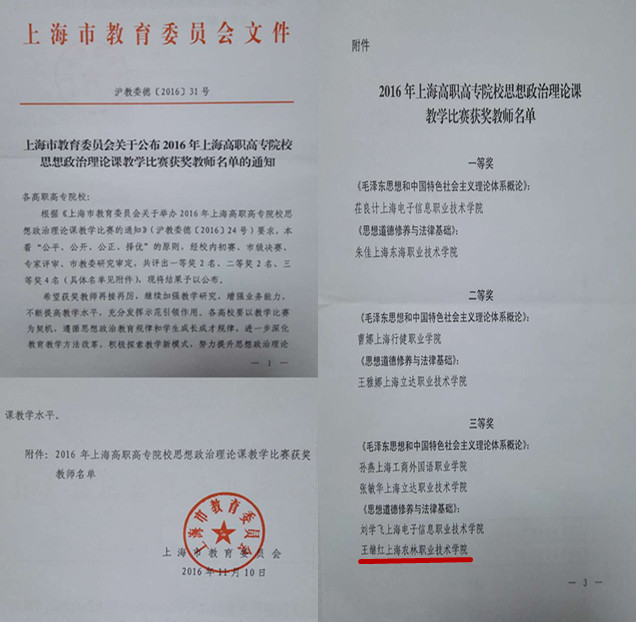 上海市教育委员会文件
沪教委德〔2016〕31号
上海市教育委员会关于公布2016年上海高职高专院校
思想政治理论课教学比赛获奖教师名单的通知
各高职高专院校:
根据《上海市教育委员会关于举办2016年上海高职高专院校思
想政治理论课教学比赛的通知》(沪教委德〔2016〕24号)要求,本
着“公平、公开、公正、择优”的原则,经校内初赛、市级决赛、
专家评审、市教委研究审定,共评出一等奖2名、二等奖2名、三
等奖4名(具体名单见附件),现将结果予以公布。
希望获奖教师再接再厉,继续加强教学研究,增强业务能力,
不断提高教学水平,充分发挥示范引领作用。各高校要以教学比赛
为契机,遵循思想政治教育规律和学生成长成才规律,进一步深化
教育教学方法改革,积极探索教学新模式,努力提升思想政治理论
— 1 —
课教学水平。
附件:2016年上海高职高专院校思想政治理论课教学比赛获奖
教师名单
上海市教育委员会
上海市教育委员会
2016年11月10日
附件
2016年上海高职高专院校思想政治理论课
教学比赛获奖教师名单
一等奖
《毛泽东思想和中国特色社会主义理论体系概论》:
茌良计上海电子信息职业技术学院
《思想道德修养与法律基础》:
朱佳上海东海职业技术学院
二等奖
《毛泽东思想和中国特色社会主义理论体系概论》:
曹娜上海行健职业学院
《思想道德修养与法律基础》:
王雅娜上海立达职业技术学院
三等奖
《毛泽东思想和中国特色社会主义理论体系概论》:
孙燕上海工商外国语职业学院
张敏华上海立达职业技术学院
《思想道德修养与法律基础》:
刘学飞上海电子信息职业技术学院
王继红上海农林职业技术学院
— 3 —